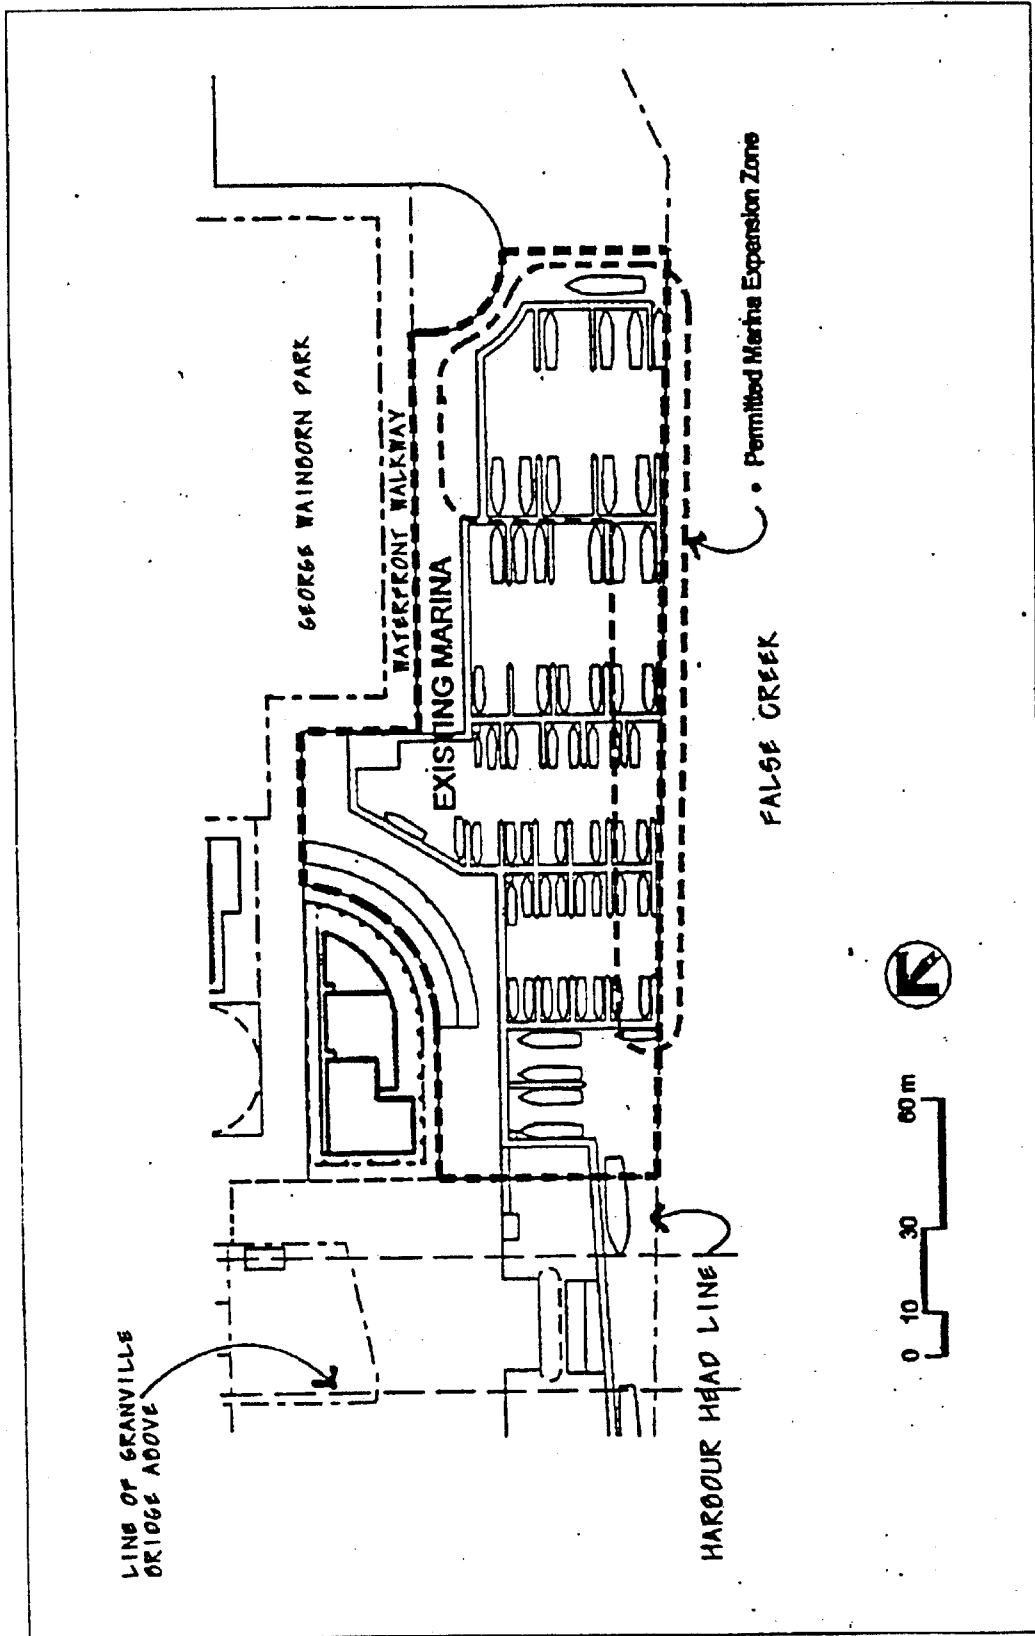 LINE OF GRANVILLE
BRIDGE ABOVE
GEORGE WAINBORN PARK
WATERFRONT WALKWAY
EXISTING MARINA
• Permitted Marina Expansion Zone
FALSE CREEK
HARBOUR HEAD LINE
0 10 30 60 m